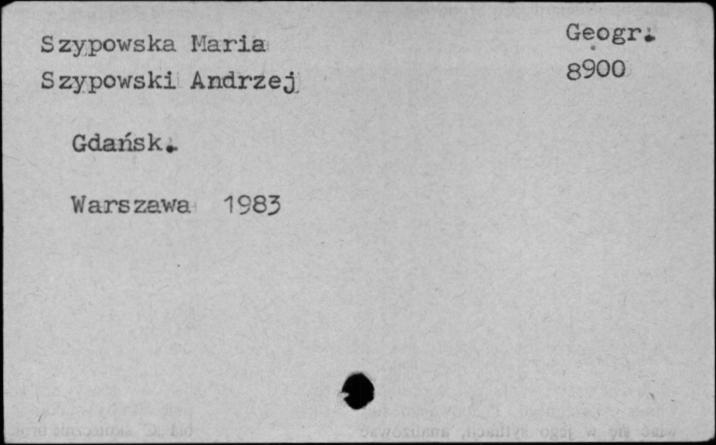 Szypowska Maria
Szypowski Andrzej
Geogr.
8900
Gdańsk.
Warszawa 1983